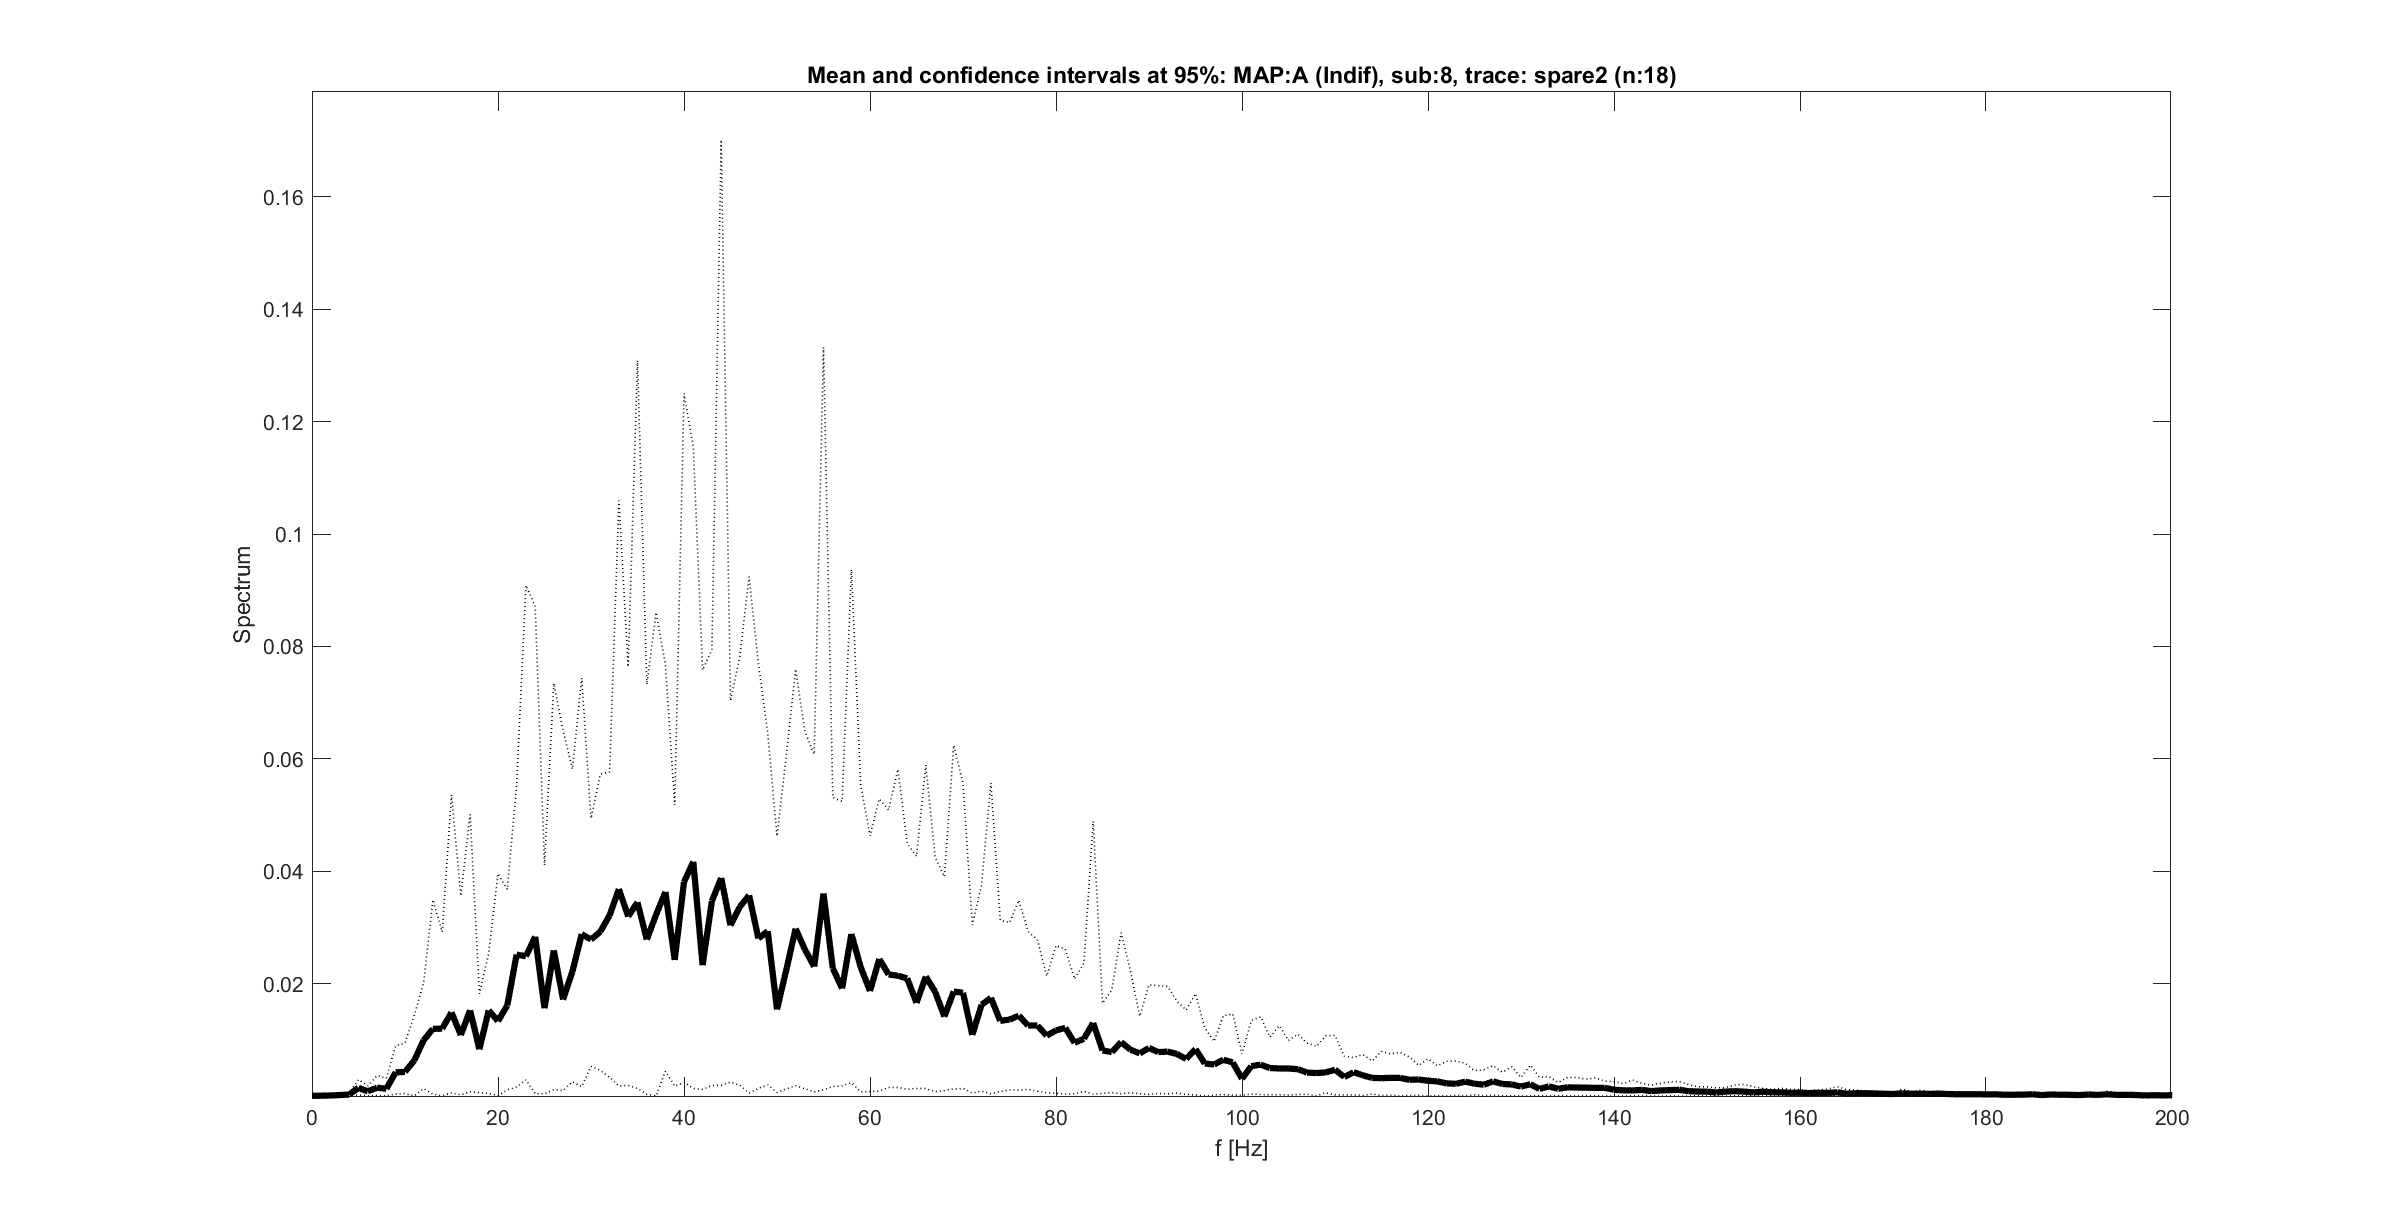 Mean and confidence intervals at 95%: MAP:A (Indif), sub:8, trace: spare2 (n:18)
0.16
0.14
0.12
0.1
0.08
0.06
0.04
0.02
Spectrum
0 20 40 60 80 100 120 140 160 180 200
f [Hz]